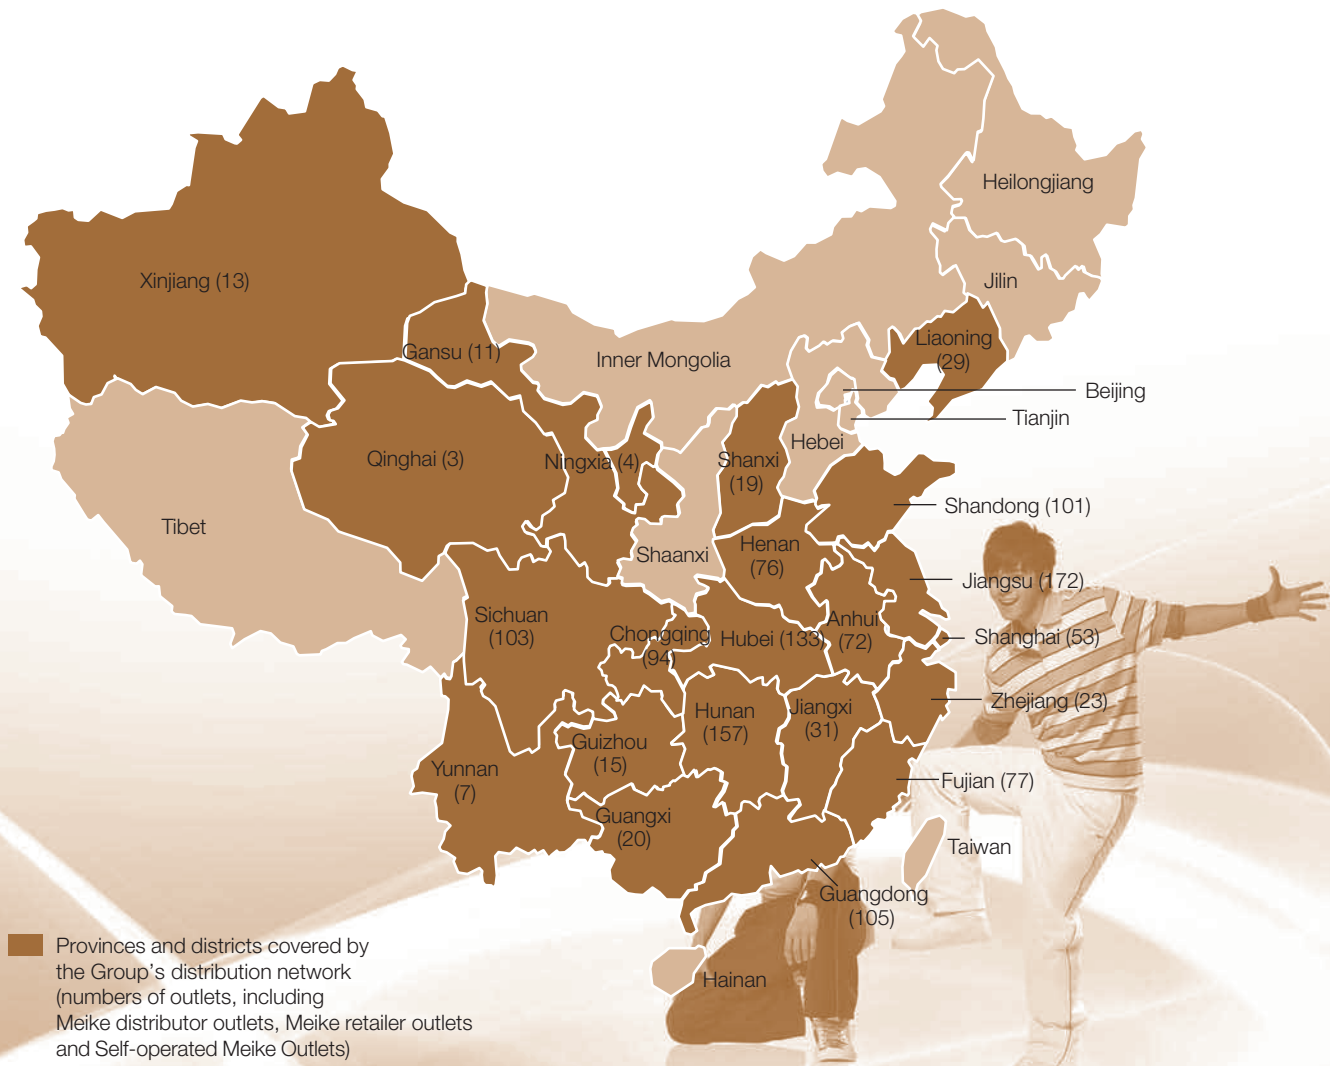 Heilongjiang
Xinjiang (13)
Jilin
Gansu (11)
Inner Mongolia
Liaoning
(29)
Beijing
Tianjin
Hebei
Qinghai (3)
Ningxia (4)
Shanxi
(19)
Shandong (101)
Tibet
Shaanxi
Henan
(76)
Jiangsu (172)
Sichuan
(103)
Chongqing
(94)
Hubei (133)
Anhui
(72)
Shanghai (53)
Zhejiang (23)
Hunan
(157)
Jiangxi
(31)
Guizhou
(15)
Yunnan
(7)
Fujian (77)
Guangxi
(20)
Taiwan
Guangdong
(105)
Hainan
Provinces and districts covered by
the Group's distribution network
(numbers of outlets, including
Meike distributor outlets, Meike retailer outlets
and Self-operated Meike Outlets)